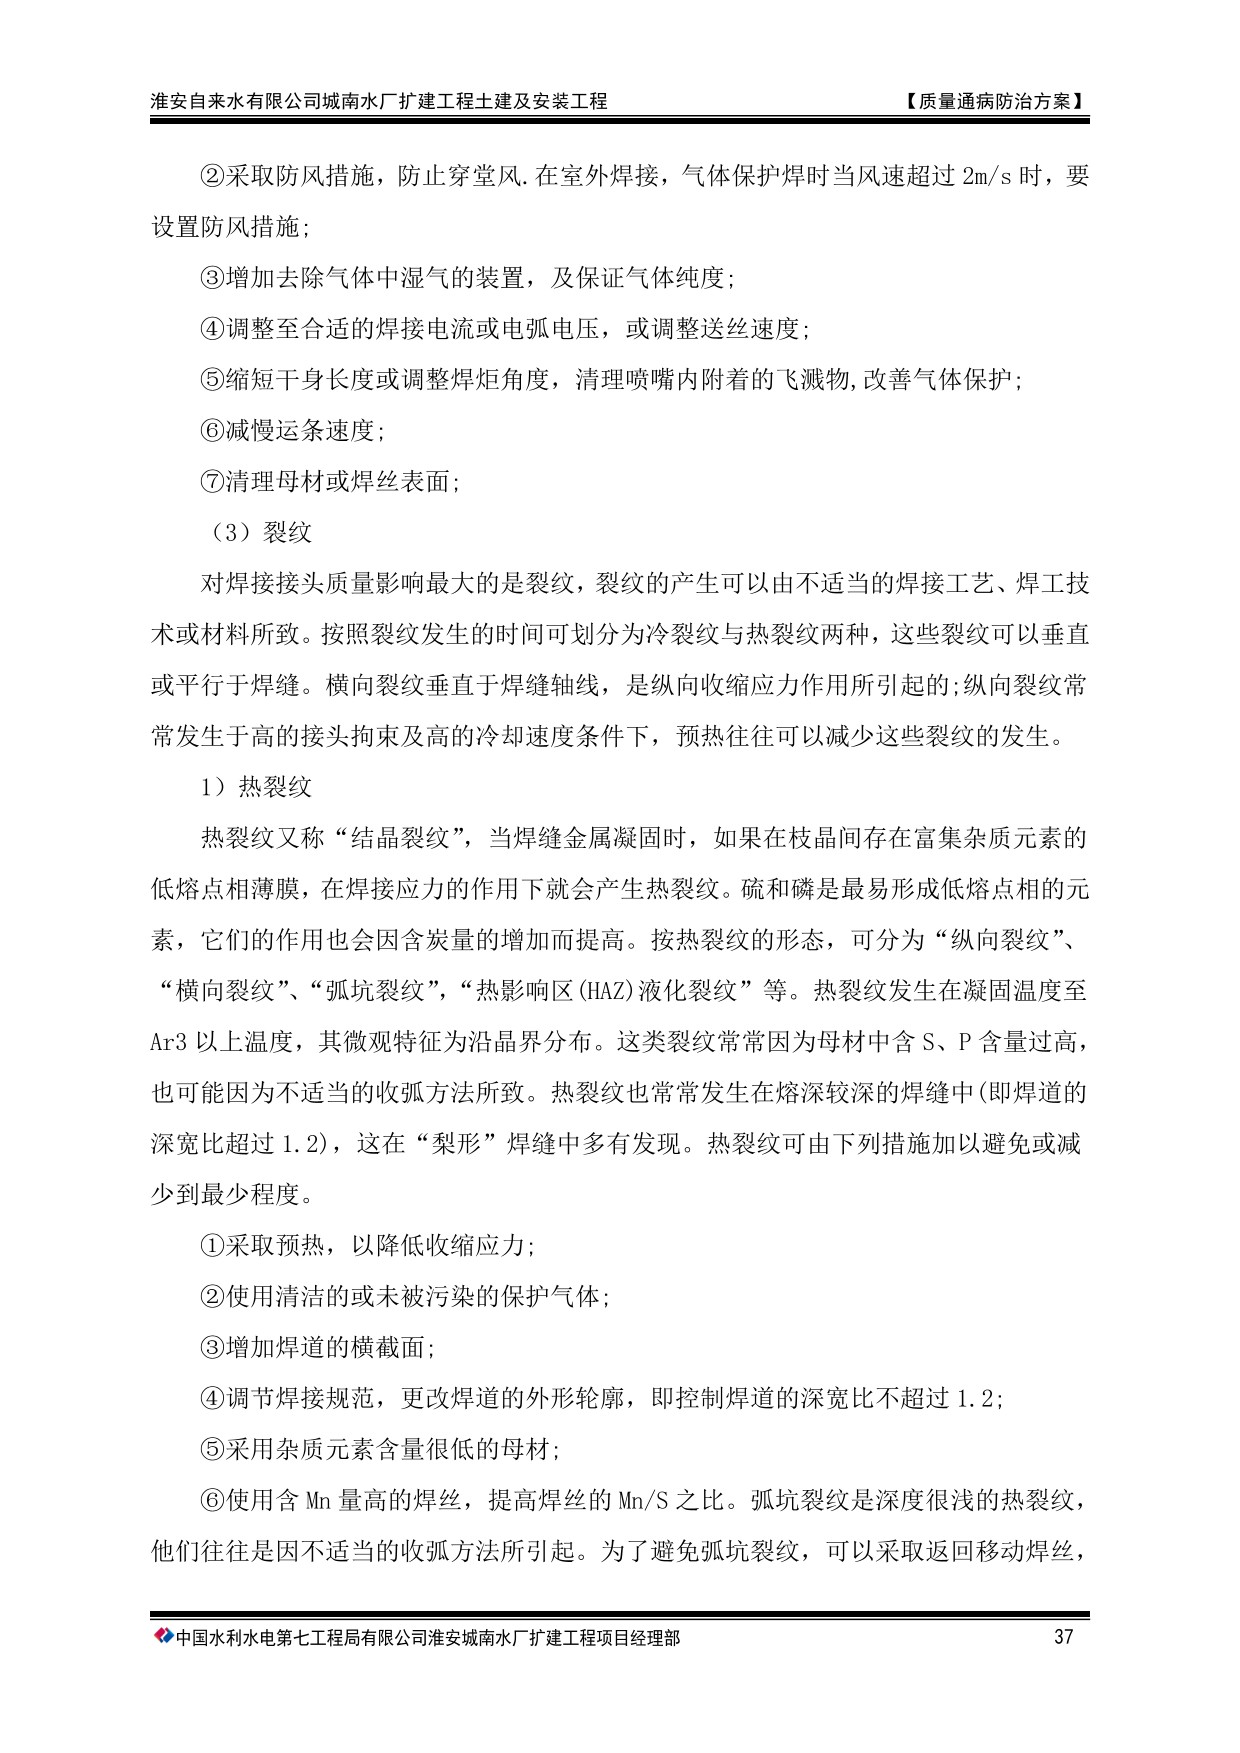 淮安自来水有限公司城南水厂扩建工程土建及安装工程 【质量通病防治方案】
②采取防风措施，防止穿堂风.在室外焊接，气体保护焊时当风速超过 2m/s 时，要
设置防风措施;
③增加去除气体中湿气的装置，及保证气体纯度;
④调整至合适的焊接电流或电弧电压，或调整送丝速度;
⑤缩短干身长度或调整焊炬角度，清理喷嘴内附着的飞溅物,改善气体保护;
⑥减慢运条速度;
⑦清理母材或焊丝表面;
（3）裂纹
对焊接接头质量影响最大的是裂纹，裂纹的产生可以由不适当的焊接工艺、焊工技
术或材料所致。按照裂纹发生的时间可划分为冷裂纹与热裂纹两种，这些裂纹可以垂直
或平行于焊缝。横向裂纹垂直于焊缝轴线，是纵向收缩应力作用所引起的;纵向裂纹常
常发生于高的接头拘束及高的冷却速度条件下，预热往往可以减少这些裂纹的发生。
1）热裂纹
热裂纹又称“结晶裂纹”，当焊缝金属凝固时，如果在枝晶间存在富集杂质元素的
低熔点相薄膜，在焊接应力的作用下就会产生热裂纹。硫和磷是最易形成低熔点相的元
素，它们的作用也会因含炭量的增加而提高。按热裂纹的形态，可分为“纵向裂纹”、
“横向裂纹”、“弧坑裂纹”，“热影响区(HAZ)液化裂纹”等。热裂纹发生在凝固温度至
Ar3 以上温度，其微观特征为沿晶界分布。这类裂纹常常因为母材中含 S、P 含量过高，
也可能因为不适当的收弧方法所致。热裂纹也常常发生在熔深较深的焊缝中(即焊道的
深宽比超过 1.2)，这在“梨形”焊缝中多有发现。热裂纹可由下列措施加以避免或减
少到最少程度。
①采取预热，以降低收缩应力;
②使用清洁的或未被污染的保护气体;
③增加焊道的横截面;
④调节焊接规范，更改焊道的外形轮廓，即控制焊道的深宽比不超过 1.2;
⑤采用杂质元素含量很低的母材;
⑥使用含 Mn 量高的焊丝，提高焊丝的 Mn/S 之比。弧坑裂纹是深度很浅的热裂纹，
他们往往是因不适当的收弧方法所引起。为了避免弧坑裂纹，可以采取返回移动焊丝，
中国水利水电第七工程局有限公司淮安城南水厂扩建工程项目经理部 37